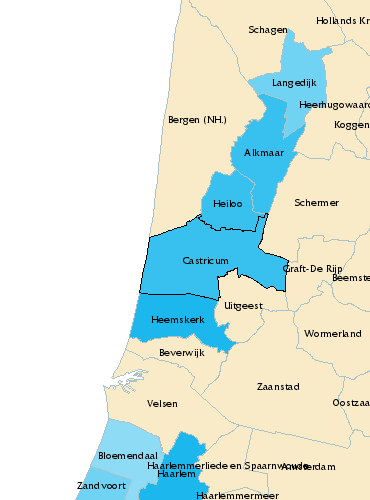 Hollands Kr
Schagen
Langedijk
Heerhugowaard
Bergen (NH.)
Koggen
Alkmaar
Heiloo
Schermer
Castricum
Graft-De Rijp
Beemste
Uitgeest
Heemskerk
Wormerland
Beverwijk
Zaanstad
Velsen
Oostzaa
Bloemendaal
Haarlemmerliede en Spaarnwoude
Amsterdam
Haarlem
Zandvoort
Haarlemmermeer